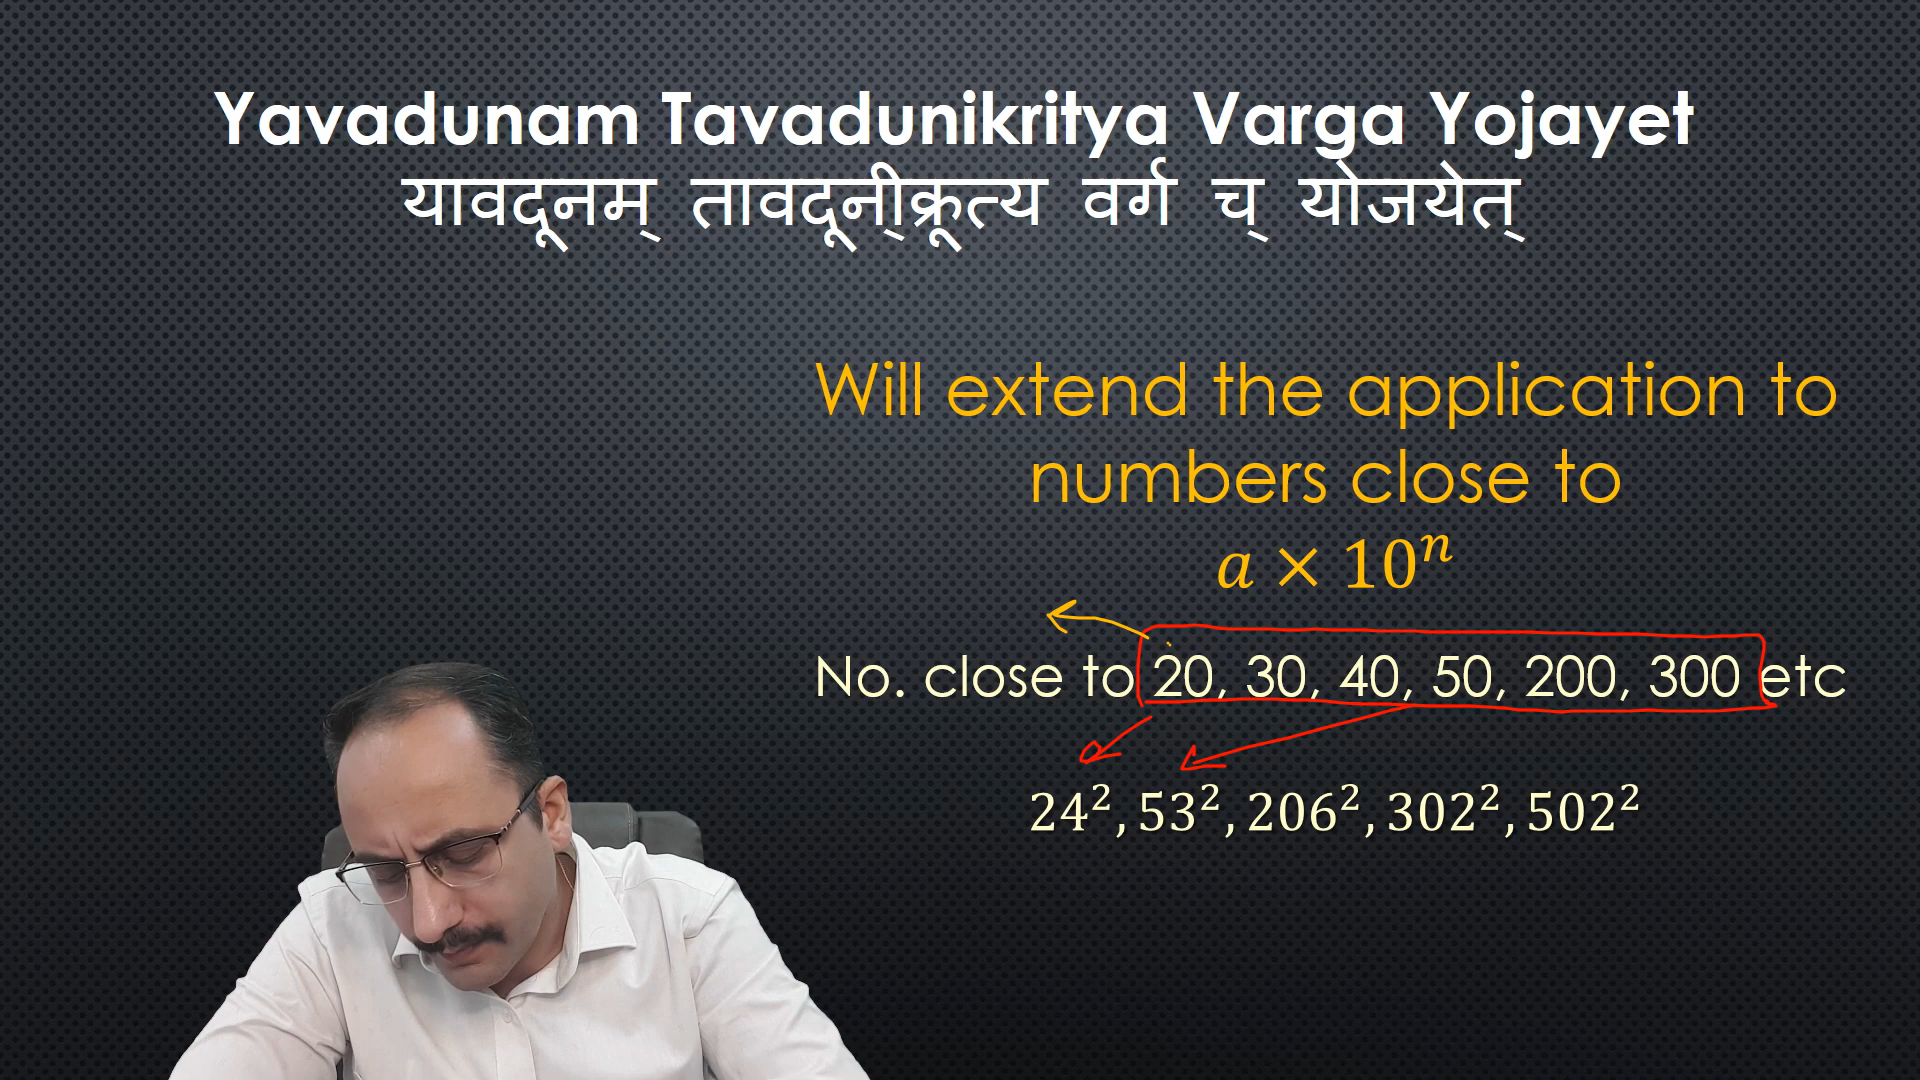 Yavadunam Tavadunikritya Varga Yojayet
यावदूनम् तावदूनी्क्रूत्य वर्ग च् योजयेत्
Will extend the application to
numbers close to
a × 10ⁿ
No. close to 20, 30, 40, 50, 200, 300 etc
24², 53², 206², 302², 502²